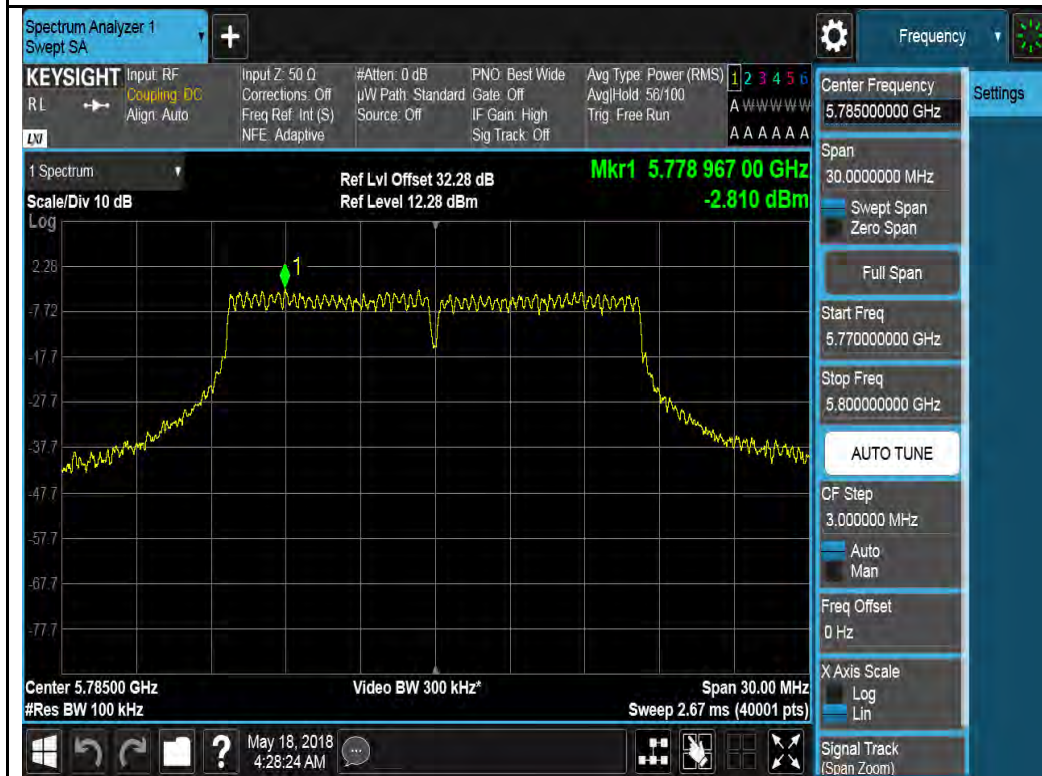 Spectrum Analyzer 1
Swept SA
+
Frequency
KEYSIGHT
RL
LXI
Input: RF
Coupling: DC
Align: Auto
Input Z: 50 Ω
Corrections: Off
Freq Ref: Int (S)
NFE: Adaptive
#Atten: 0 dB
µW Path: Standard
Source: Off
PNO: Best Wide
Gate: Off
IF Gain: High
Sig Track: Off
Avg Type: Power (RMS)
Avg|Hold: 56/100
Trig: Free Run
1 2 3 4 5 6
A W W W W W
A A A A A A
1 Spectrum
Scale/Div 10 dB
Log
Ref Lvl Offset 32.28 dB
Ref Level 12.28 dBm
Mkr1 5.778 967 00 GHz
-2.810 dBm
1
2.28
-7.72
-17.7
-27.7
-37.7
-47.7
-57.7
-67.7
-77.7
Center 5.78500 GHz
#Res BW 100 kHz
Video BW 300 kHz*
Span 30.00 MHz
Sweep 2.67 ms (40001 pts)
Center Frequency
5.785000000 GHz
Settings
Span
30.0000000 MHz
Swept Span
Zero Span
Full Span
Start Freq
5.770000000 GHz
Stop Freq
5.800000000 GHz
AUTO TUNE
CF Step
3.000000 MHz
Auto
Man
Freq Offset
0 Hz
X Axis Scale
Log
Lin
Signal Track
(Span Zoom)
?
May 18, 2018
4:28:24 AM